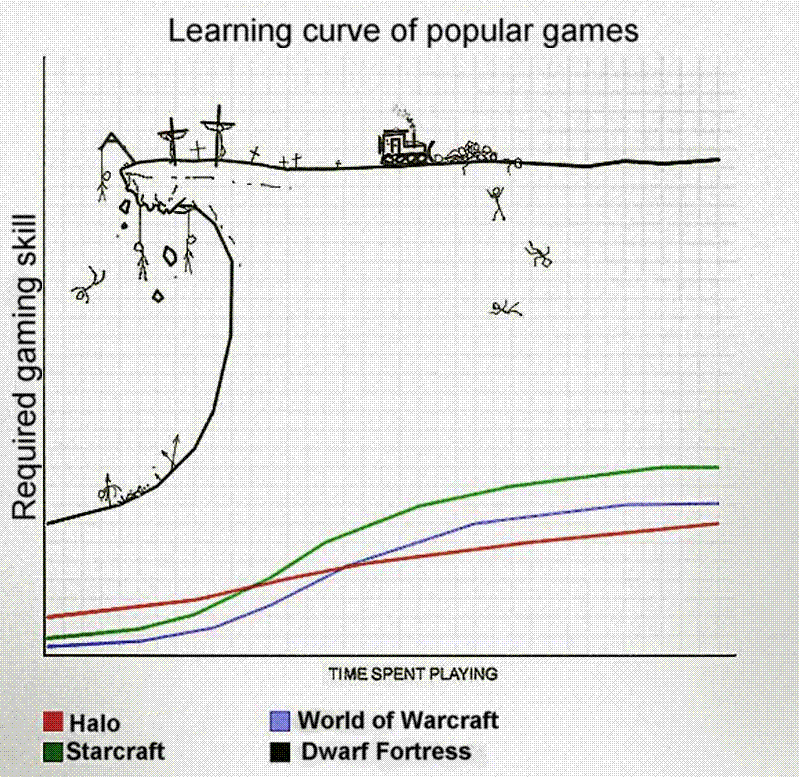 Learning curve of popular games
Required gaming skill
TIME SPENT PLAYING
Halo
World of Warcraft
Starcraft
Dwarf Fortress